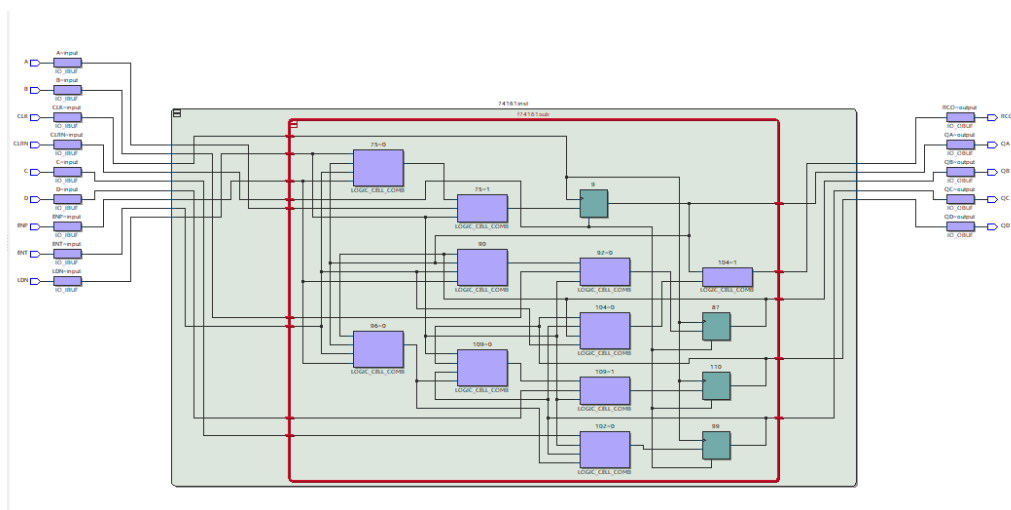 74161:inst
f74161:sub
A
A~input
IO_IBUF
B
B~input
IO_IBUF
CLK
CLK~input
IO_IBUF
CLRN
CLRN~input
IO_IBUF
C
C~input
IO_IBUF
D
D~input
IO_IBUF
ENP
ENP~input
IO_IBUF
ENT
ENT~input
IO_IBUF
LDN
LDN~input
IO_IBUF
75~0
LOGIC_CELL_COMB
75~1
LOGIC_CELL_COMB
9
90
LOGIC_CELL_COMB
92~0
LOGIC_CELL_COMB
104~1
LOGIC_CELL_COMB
104~0
LOGIC_CELL_COMB
87
96~0
LOGIC_CELL_COMB
109~0
LOGIC_CELL_COMB
109~1
LOGIC_CELL_COMB
110
102~0
LOGIC_CELL_COMB
99
RCO~output
IO_OBUF
RCO
QA~output
IO_OBUF
QA
QB~output
IO_OBUF
QB
QC~output
IO_OBUF
QC
QD~output
IO_OBUF
QD